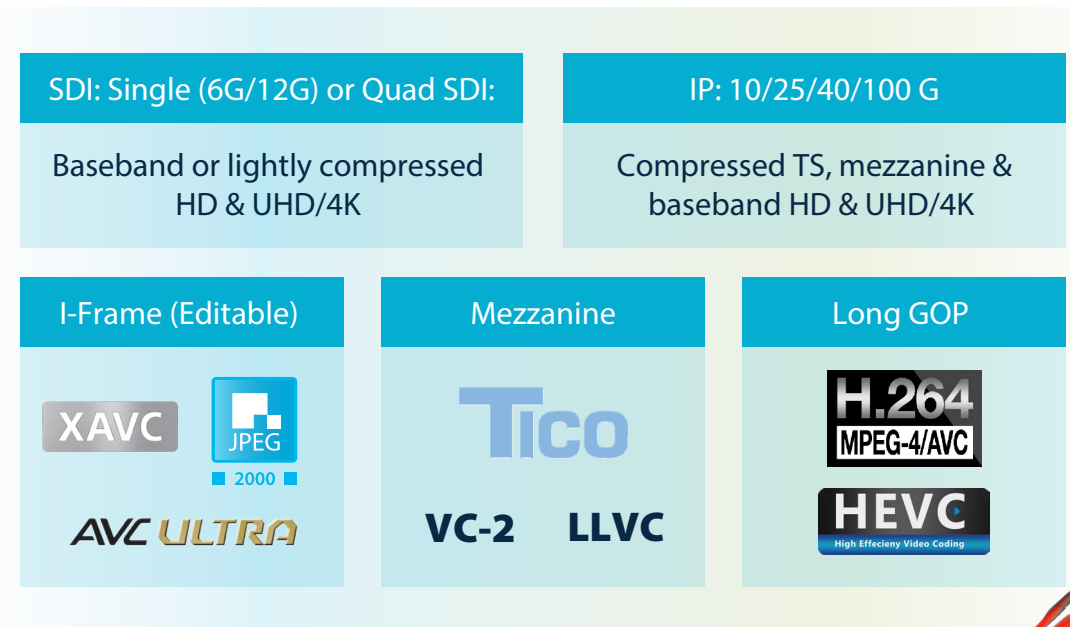 SDI: Single (6G/12G) or Quad SDI:
Baseband or lightly compressed
HD & UHD/4K
IP: 10/25/40/100 G
Compressed TS, mezzanine &
baseband HD & UHD/4K
I-Frame (Editable)
XAVC
JPEG
2000
AVC ULTRA
Mezzanine
TICO
VC-2 LLVC
Long GOP
H.264
MPEG-4/AVC
HEVC
High Effecieny Video Coding